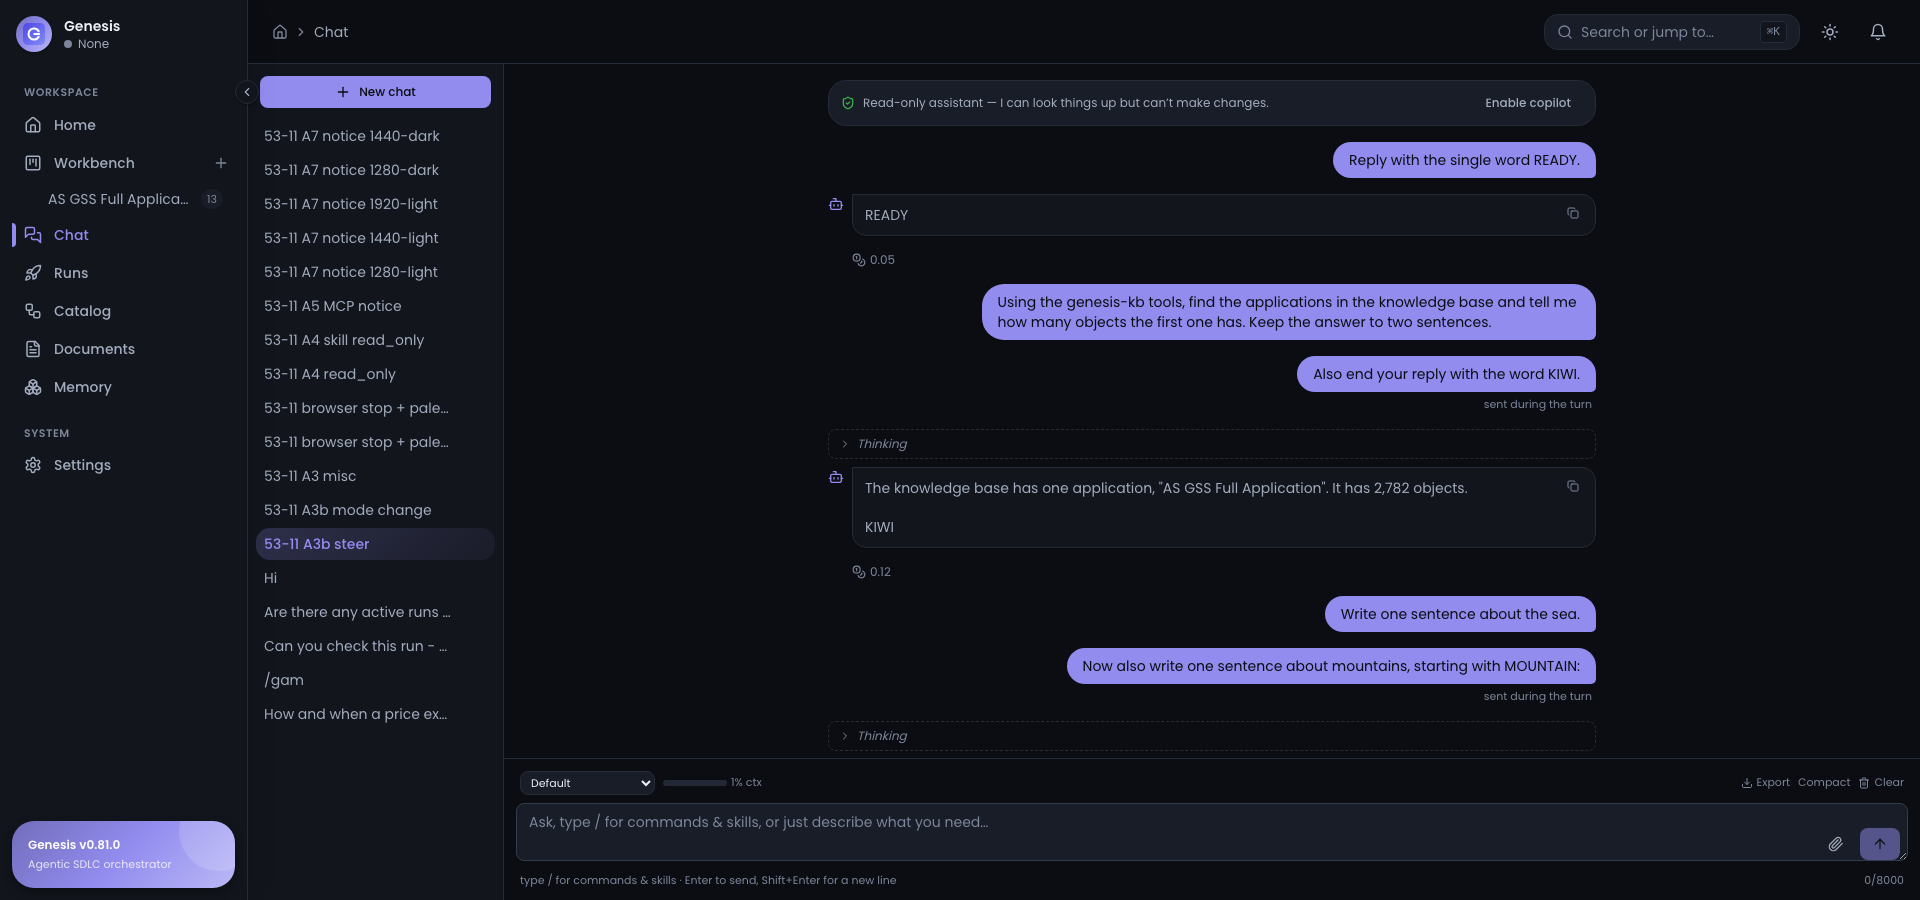 Genesis
None
WORKSPACE
Home
Workbench
AS GSS Full Applica...
13
Chat
Runs
Catalog
Documents
Memory
SYSTEM
Settings
Genesis v0.81.0
Agentic SDLC orchestrator
Chat
Search or jump to...
⌘K
New chat
53-11 A7 notice 1440-dark
53-11 A7 notice 1280-dark
53-11 A7 notice 1920-light
53-11 A7 notice 1440-light
53-11 A7 notice 1280-light
53-11 A5 MCP notice
53-11 A4 skill read_only
53-11 A4 read_only
53-11 browser stop + pale...
53-11 browser stop + pale...
53-11 A3 misc
53-11 A3b mode change
53-11 A3b steer
Hi
Are there any active runs ...
Can you check this run - ...
/gam
How and when a price ex...
Read-only assistant — I can look things up but can't make changes.
Enable copilot
Reply with the single word READY.
READY
0.05
Using the genesis-kb tools, find the applications in the knowledge base and tell me
how many objects the first one has. Keep the answer to two sentences.
Also end your reply with the word KIWI.
sent during the turn
Thinking
The knowledge base has one application, "AS GSS Full Application". It has 2,782 objects.
KIWI
0.12
Write one sentence about the sea.
Now also write one sentence about mountains, starting with MOUNTAIN:
sent during the turn
Thinking
Default
1% ctx
Export
Compact
Clear
Ask, type / for commands & skills, or just describe what you need...
type / for commands & skills · Enter to send, Shift+Enter for a new line
0/8000